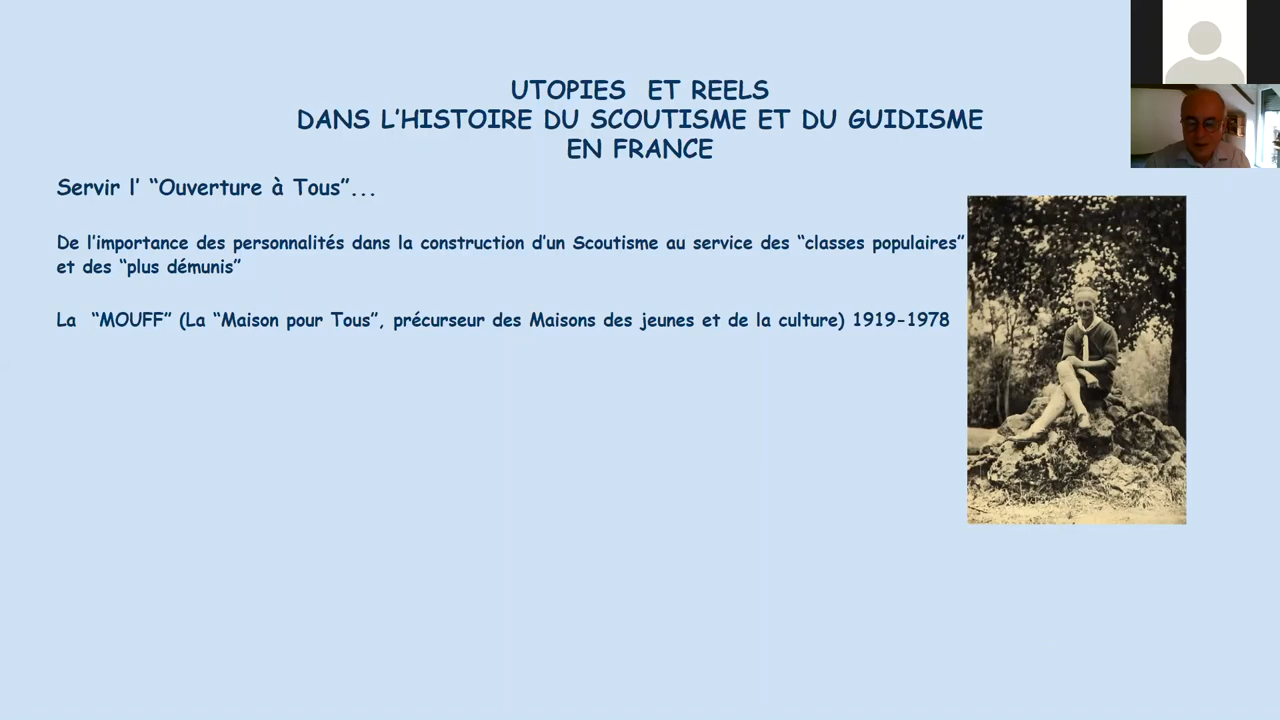 UTOPIES ET REELS
DANS L’HISTOIRE DU SCOUTISME ET DU GUIDISME
EN FRANCE
Servir l’ “Ouverture à Tous”...
De l’importance des personnalités dans la construction d’un Scoutisme au service des “classes populaires”
et des “plus démunis”
La “MOUFF” (La “Maison pour Tous”, précurseur des Maisons des jeunes et de la culture) 1919-1978